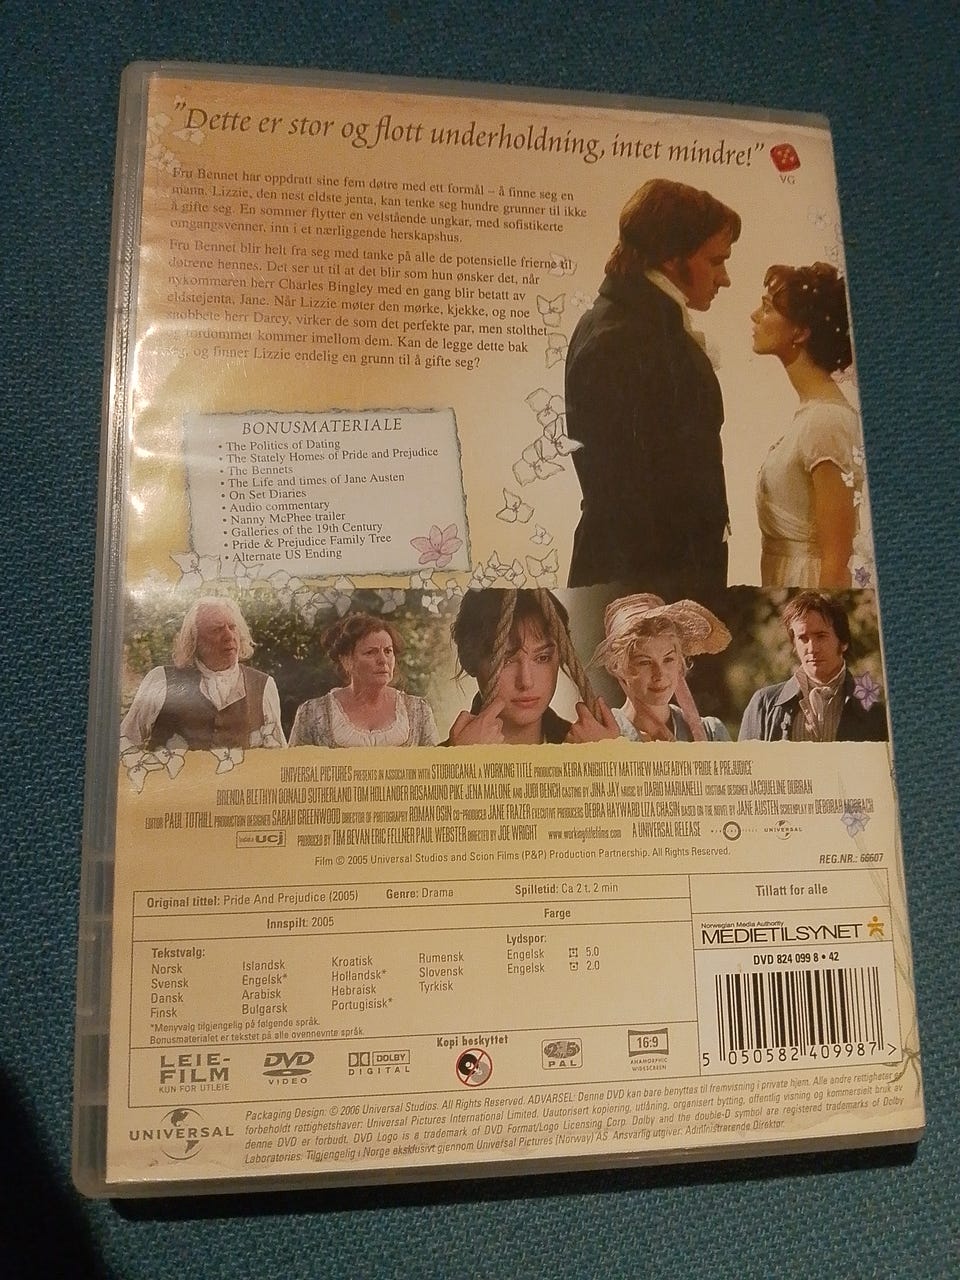 "Dette er stor og flott underholdning, intet mindre!"
VG
Fru Bennet har oppdratt sine fem døtre med ett formål – å finne seg en
mann. Lizzie, den nest eldste jenta, kan tenke seg hundre grunner til ikke
å gifte seg. En sommer flytter en velstående ungkar, med sofistikerte
omgangsvenner, inn i et nærliggende herskapshus.
Fru Bennet blir helt fra seg med tanke på alle de potensielle frierne til
døtrene hennes. Det ser ut til at det blir som hun ønsker det, når
nykommeren herr Charles Bingley med en gang blir betatt av
eldstejenta, Jane. Når Lizzie møter den mørke, kjekke, og noe
snobbete herr Darcy, virker de som det perfekte par, men stolthet
og fordommer kommer imellom dem. Kan de legge dette bak
seg, og finner Lizzie endelig en grunn til å gifte seg?
BONUSMATERIALE
• The Politics of Dating
• The Stately Homes of Pride and Prejudice
• The Bennets
• The Life and times of Jane Austen
• On Set Diaries
• Audio commentary
• Nanny McPhee trailer
• Galleries of the 19th Century
• Pride & Prejudice Family Tree
• Alternate US Ending
UNIVERSAL PICTURES PRESENTS IN ASSOCIATION WITH STUDIOCANAL A WORKING TITLE PRODUCTION KEIRA KNIGHTLEY MATTHEW MACFADYEN 'PRIDE & PREJUDICE'
BRENDA BLETHYN DONALD SUTHERLAND TOM HOLLANDER ROSAMUND PIKE JENA MALONE AND JUDI DENCH CASTING BY JINA JAY MUSIC BY DARIO MARIANELLI COSTUME DESIGNER JACQUELINE DURRAN
EDITOR PAUL TOTHILL PRODUCTION DESIGNER SARAH GREENWOOD DIRECTOR OF PHOTOGRAPHY ROMAN OSIN CO-PRODUCER JANE FRAZER EXECUTIVE PRODUCERS DEBRA HAYWARD LIZA CHASIN BASED ON THE NOVEL BY JANE AUSTEN SCREENPLAY BY DEBORAH MOGGACH
UCJ PRODUCED BY TIM BEVAN ERIC FELLNER PAUL WEBSTER DIRECTED BY JOE WRIGHT www.workingtitlefilms.com A UNIVERSAL RELEASE UNIVERSAL
Film © 2005 Universal Studios and Scion Films (P&P) Production Partnership. All Rights Reserved.
REG.NR.: 66607
Original tittel: Pride And Prejudice (2005) Genre: Drama Spilletid: Ca 2 t. 2 min
Tillatt for alle
Innspilt: 2005 Farge
Norwegian Media Authority
MEDIETILSYNET
DVD 824 099 8 • 42
Tekstvalg:
Norsk Islandsk Kroatisk Rumensk
Svensk Engelsk* Hollandsk* Slovensk
Dansk Arabisk Hebraisk Tyrkisk
Finsk Bulgarsk Portugisisk*
Lydspor:
Engelsk 5.0
Engelsk 2.0
*Menyvalg tilgjengelig på følgende språk.
Bonusmaterialet er tekstet på alle ovennevnte språk.
5 050582 409987 >
LEIE-
FILM
KUN FOR UTLEIE
DVD
VIDEO
DOLBY
DIGITAL
Kopi beskyttet
2,5
PAL
16:9
ANAMORPHIC
WIDESCREEN
UNIVERSAL
Packaging Design: © 2006 Universal Studios. All Rights Reserved. ADVARSEL: Denne DVD kan bare benyttes til fremvisning i private hjem. Alle andre rettigheter er
forbeholdt rettighetshaver: Universal Pictures International Limited. Uautorisert kopiering, utlåning, organisert bytting, offentlig visning og kommersielt bruk av
denne DVD er forbudt. DVD Logo is a trademark of DVD Format/Logo Licensing Corp. Dolby and the double-D symbol are registered trademarks of Dolby
Laboratories. Tilgjengelig i Norge eksklusivt gjennom Universal Pictures (Norway) AS. Ansvarlig utgiver: Administrerende Direktør.